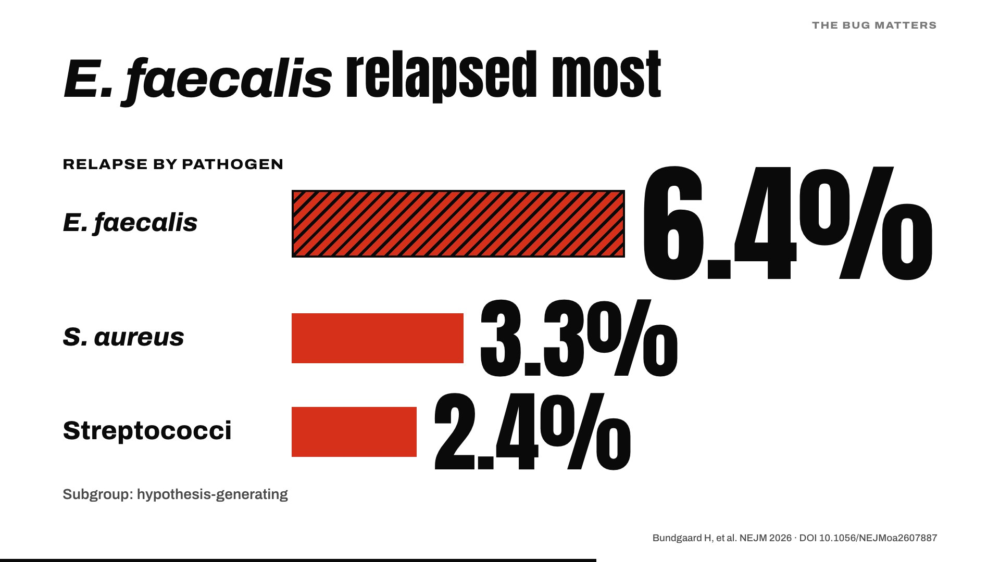 THE BUG MATTERS
E. faecalis relapsed most
RELAPSE BY PATHOGEN
E. faecalis 6.4%
S. aureus 3.3%
Streptococci 2.4%
Subgroup: hypothesis-generating
Bundgaard H, et al. NEJM 2026 · DOI 10.1056/NEJMoa2607887